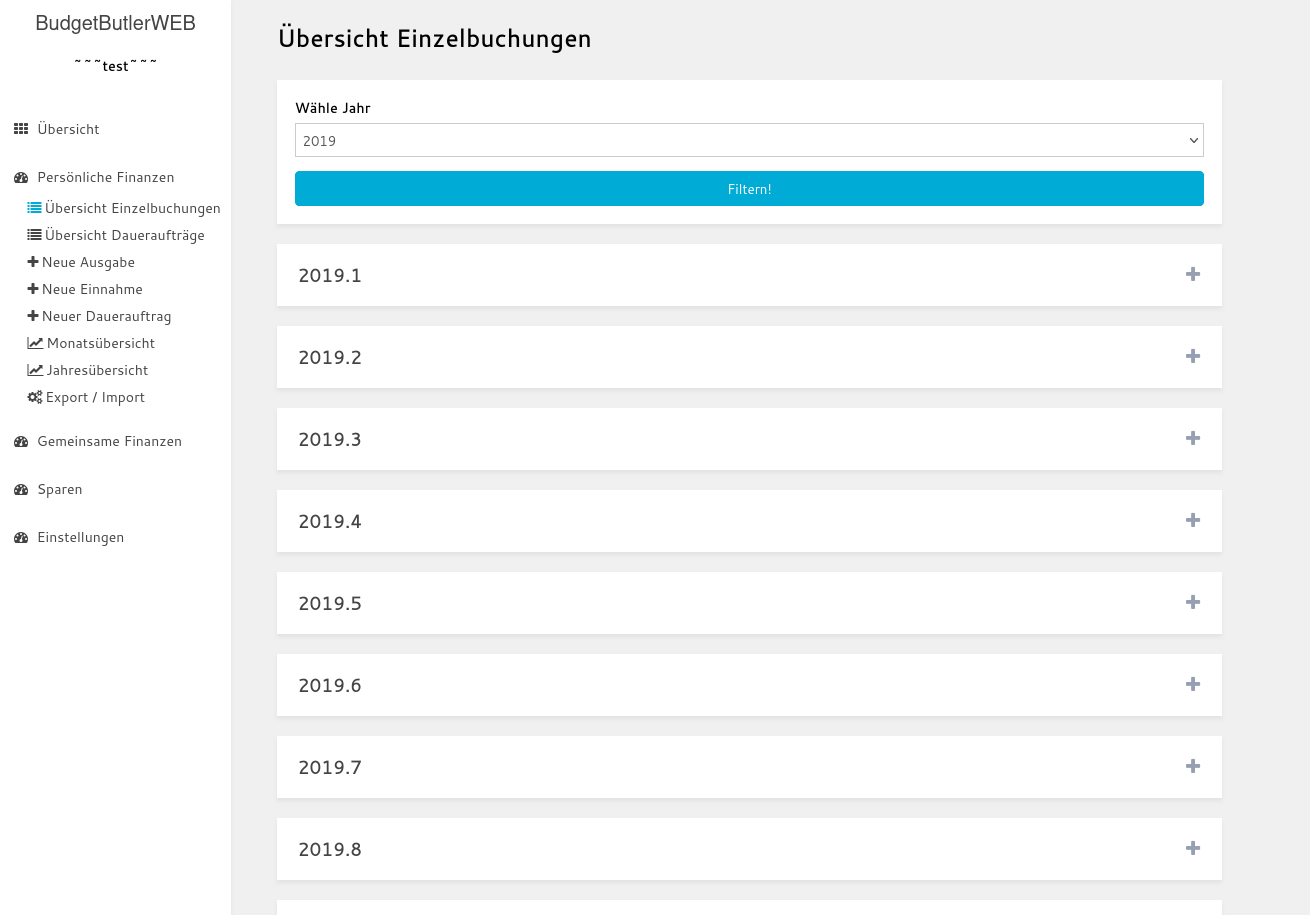 BudgetButlerWEB
~~~test~~~
Übersicht
Persönliche Finanzen
Übersicht Einzelbuchungen
Übersicht Daueraufträge
Neue Ausgabe
Neue Einnahme
Neuer Dauerauftrag
Monatsübersicht
Jahresübersicht
Export / Import
Gemeinsame Finanzen
Sparen
Einstellungen
Übersicht Einzelbuchungen
Wähle Jahr
2019
Filtern!
2019.1
2019.2
2019.3
2019.4
2019.5
2019.6
2019.7
2019.8